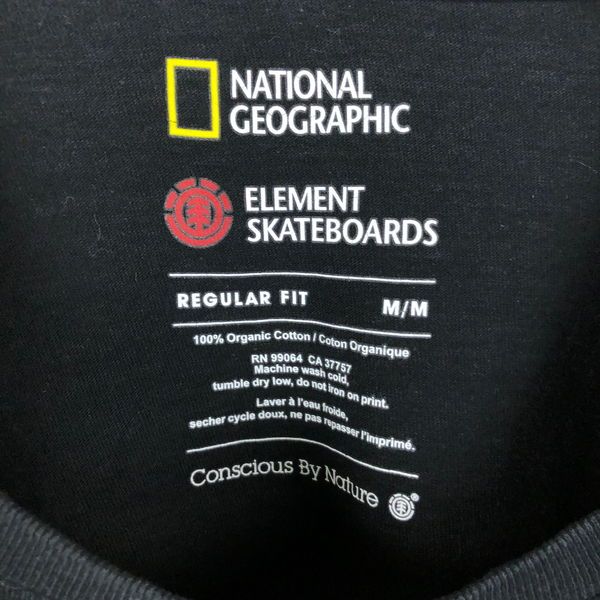 NATIONAL
GEOGRAPHIC
ELEMENT
SKATEBOARDS
REGULAR FIT M/M
100% Organic Cotton / Coton Organique
RN 99064 CA 37757
Machine wash cold,
tumble dry low, do not iron on print.
Laver à l'eau froide,
secher cycle doux, ne pas repasser l'imprimé.
Conscious By Nature ®